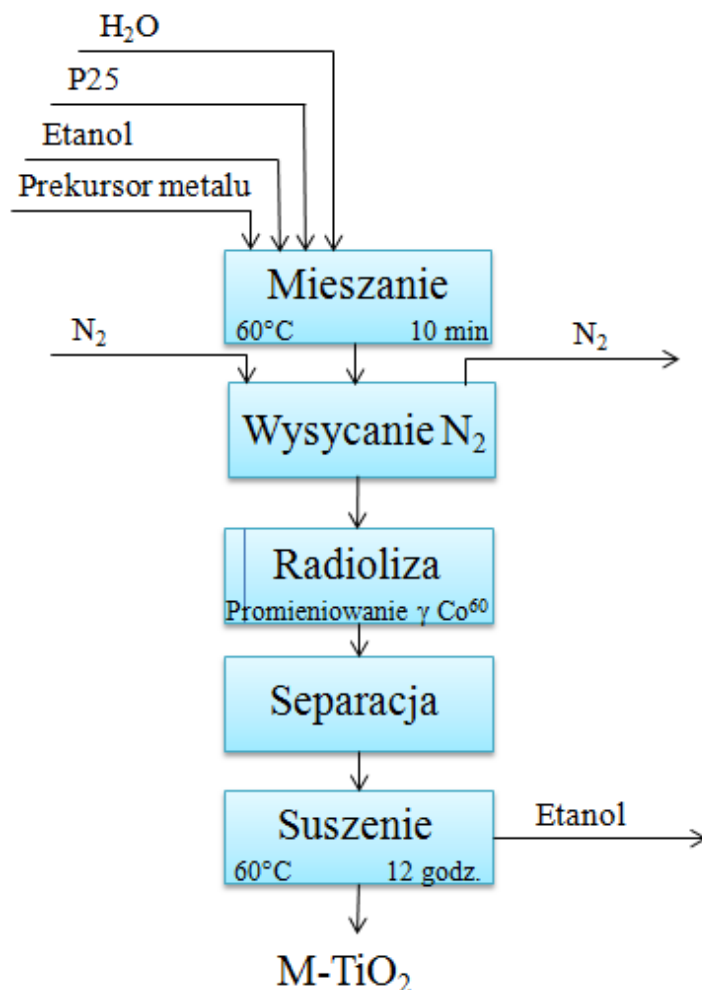 H₂O
P25
Etanol
Prekursor metalu
Mieszanie
60°C 10 min
N₂
N₂
Wysycanie N₂
Radioliza
Promieniowanie γ Co⁶⁰
Separacja
Suszenie
60°C 12 godz.
Etanol
M-TiO₂